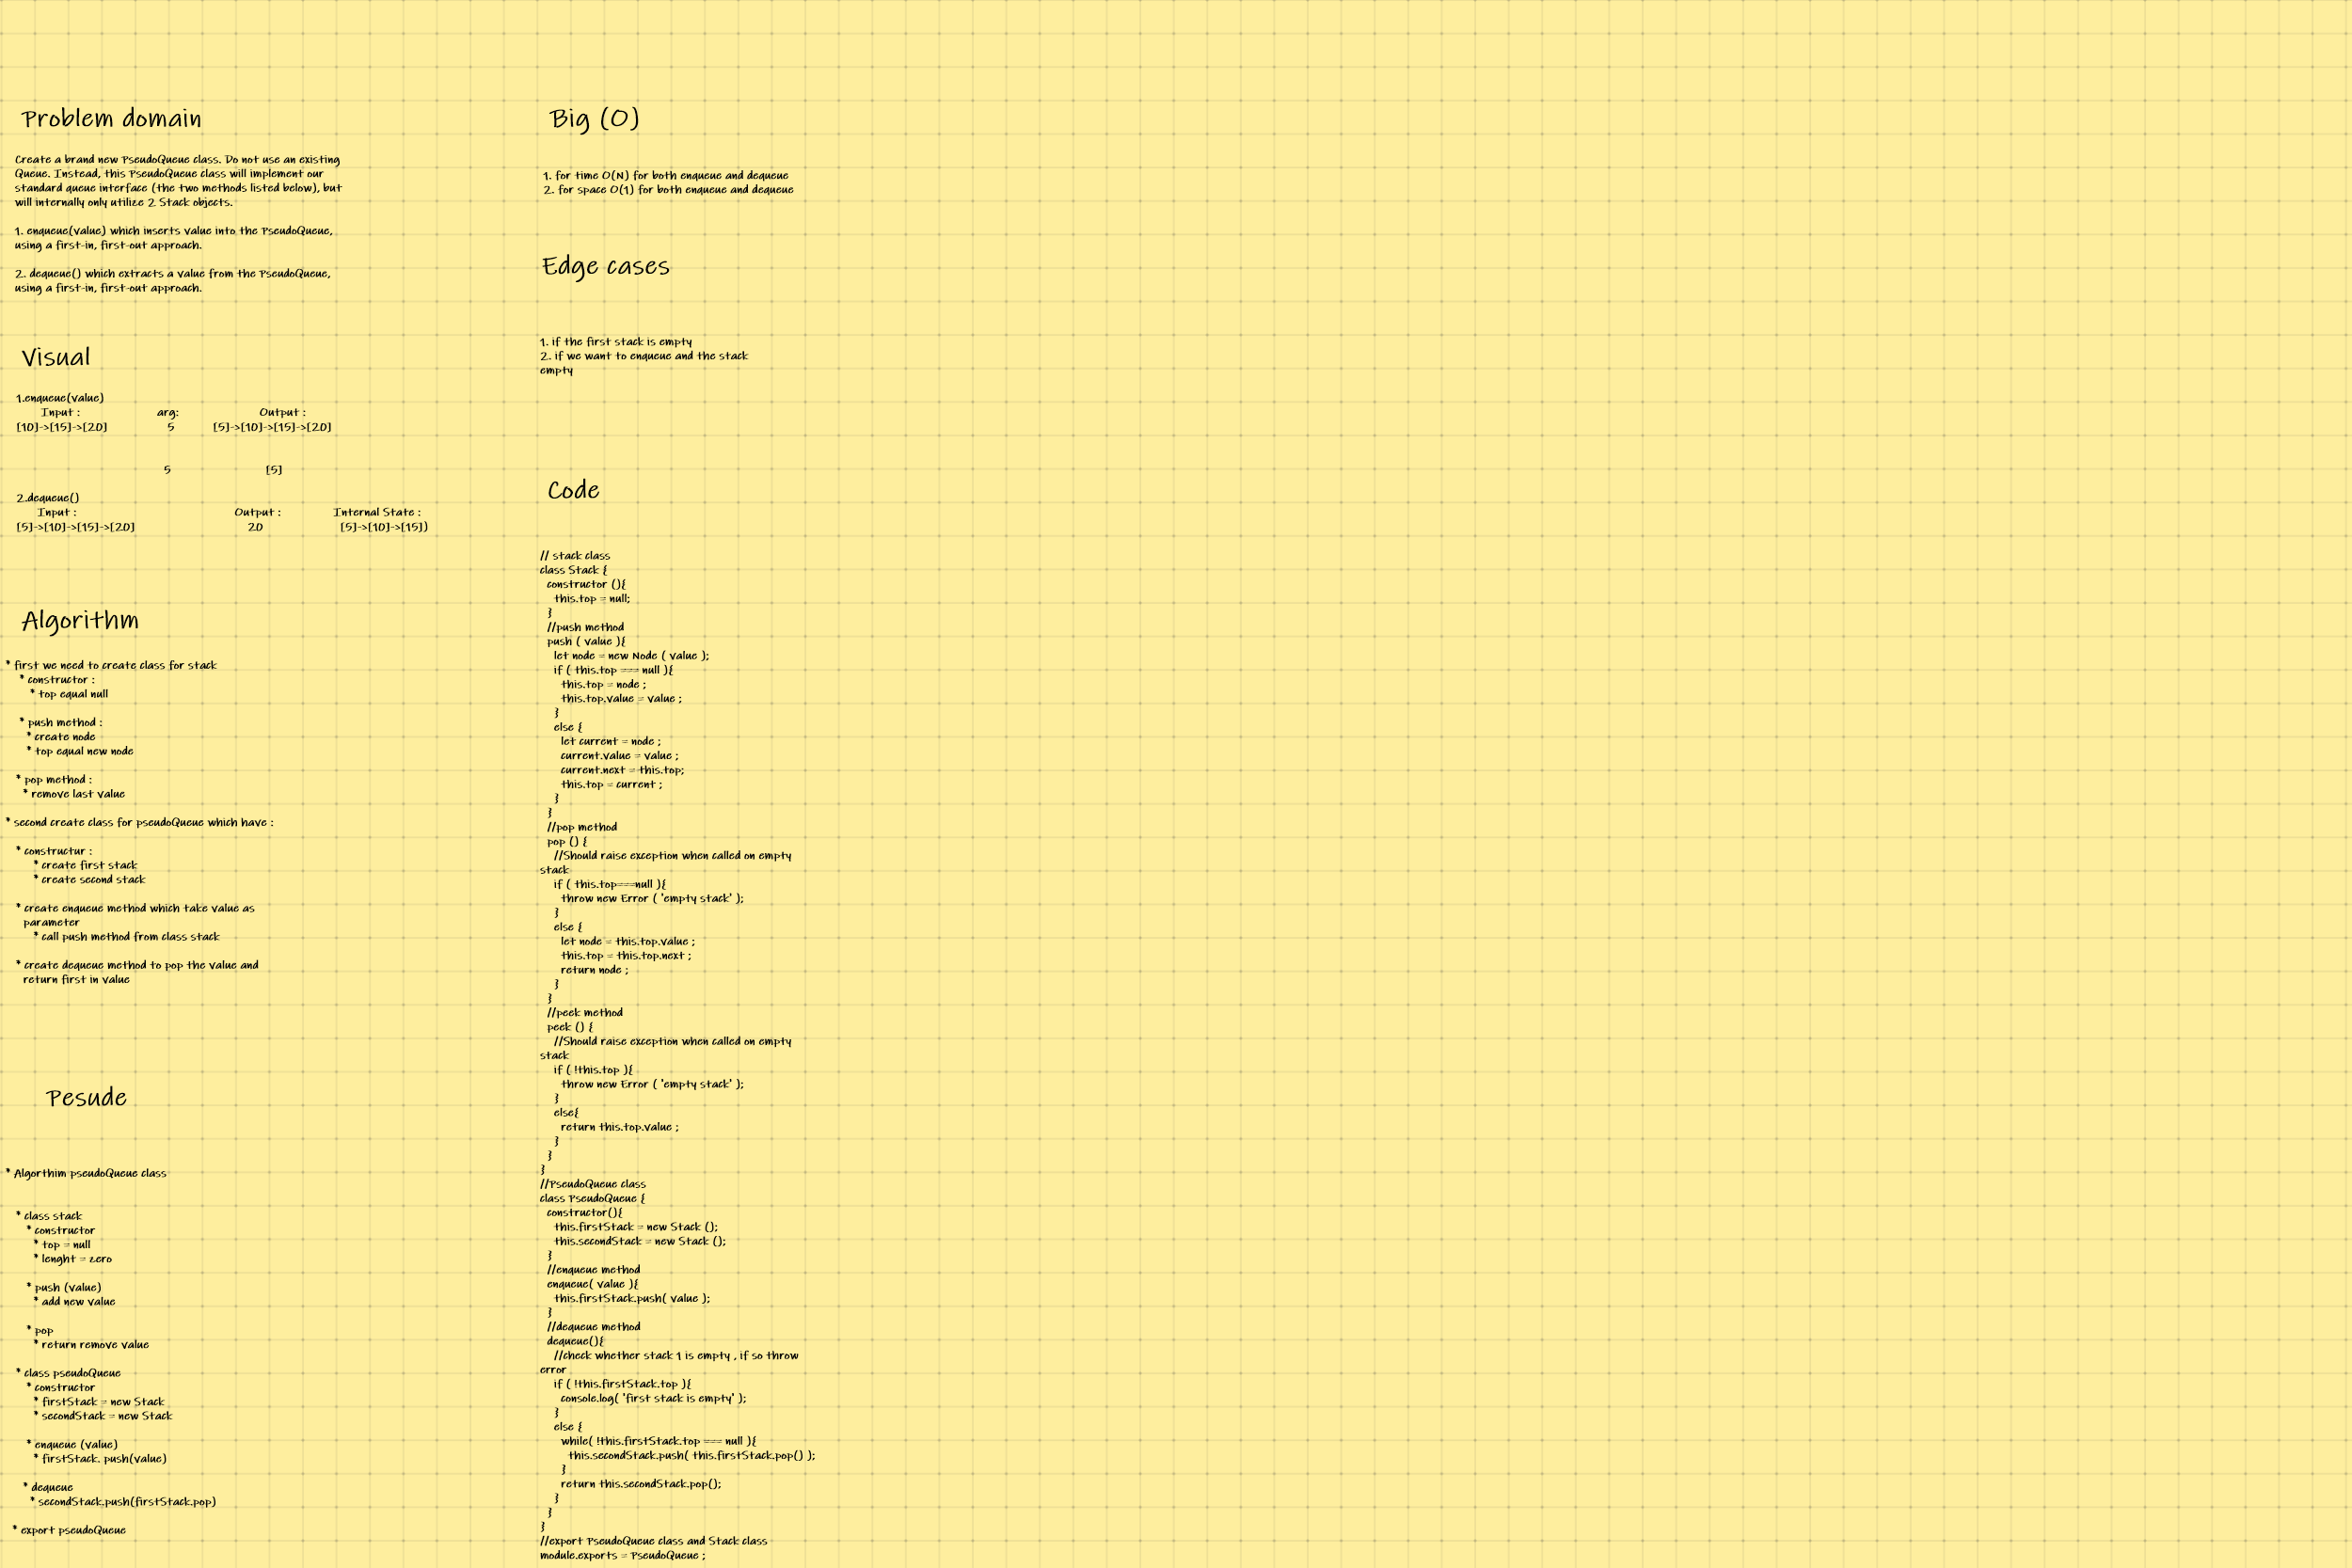 Problem domain
Create a brand new PseudoQueue class. Do not use an existing
Queue. Instead, this PseudoQueue class will implement our
standard queue interface (the two methods listed below), but
will internally only utilize 2 Stack objects.
1. enqueue(value) which inserts value into the PseudoQueue,
using a first-in, first-out approach.
2. dequeue() which extracts a value from the PseudoQueue,
using a first-in, first-out approach.
Visual
1.enqueue(value)
Input : arg: Output :
[10]->[15]->[20] 5 [5]->[10]->[15]->[20]
5 [5]
2.dequeue()
Input : Output : Internal State :
[5]->[10]->[15]->[20] 20 [5]->[10]->[15])
Algorithm
* first we need to create class for stack
* constructor :
* top equal null
* push method :
* create node
* top equal new node
* pop method :
* remove last value
* second create class for pseudoQueue which have :
* constructur :
* create first stack
* create second stack
* create enqueue method which take value as
parameter
* call push method from class stack
* create dequeue method to pop the value and
return first in value
Pesude
* Algorthim pseudoQueue class
* class stack
* constructor
* top = null
* lenght = zero
* push (value)
* add new value
* pop
* return remove value
* class pseudoQueue
* constructor
* firstStack = new Stack
* secondStack = new Stack
* enqueue (value)
* firstStack. push(value)
* dequeue
* secondStack.push(firstStack.pop)
* export pseudoQueue
Big (O)
1. for time O(N) for both enqueue and dequeue
2. for space O(1) for both enqueue and dequeue
Edge cases
1. if the first stack is empty
2. if we want to enqueue and the stack
empty
Code
// stack class
class Stack {
constructor (){
this.top = null;
}
//push method
push ( value ){
let node = new Node ( value );
if ( this.top === null ){
this.top = node ;
this.top.value = value ;
}
else {
let current = node ;
current.value = value ;
current.next = this.top;
this.top = current ;
}
}
//pop method
pop () {
//Should raise exception when called on empty
stack
if ( this.top===null ){
throw new Error ( 'empty stack' );
}
else {
let node = this.top.value ;
this.top = this.top.next ;
return node ;
}
}
//peek method
peek () {
//Should raise exception when called on empty
stack
if ( !this.top ){
throw new Error ( 'empty stack' );
}
else{
return this.top.value ;
}
}
}
//PseudoQueue class
class PseudoQueue {
constructor(){
this.firstStack = new Stack ();
this.secondStack = new Stack ();
}
//enqueue method
enqueue( value ){
this.firstStack.push( value );
}
//dequeue method
dequeue(){
//check whether stack 1 is empty , if so throw
error
if ( !this.firstStack.top ){
console.log( 'first stack is empty' );
}
else {
while( !this.firstStack.top === null ){
this.secondStack.push( this.firstStack.pop() );
}
return this.secondStack.pop();
}
}
}
//export PseudoQueue class and Stack class
module.exports = PseudoQueue ;